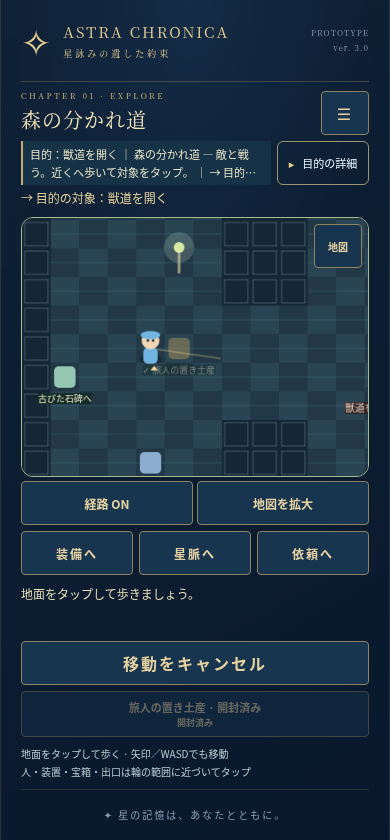 ASTRA CHRONICA
星詠みの遺した約束
PROTOTYPE
ver. 3.0
CHAPTER 01 · EXPLORE
森の分かれ道
☰
目的：獣道を開く ｜ 森の分かれ道 — 敵と戦
う。近くへ歩いて対象をタップ。 ｜ → 目的…
▸ 目的の詳細
→ 目的の対象：獣道を開く
地図
✓ 旅人の置き土産
古びた石碑へ
獣道
経路 ON
地図を拡大
装備へ
星脈へ
依頼へ
地面をタップして歩きましょう。
移動をキャンセル
旅人の置き土産・開封済み
開封済み
地面をタップして歩く · 矢印／WASDでも移動
人・装置・宝箱・出口は輪の範囲に近づいてタップ
✦ 星の記憶は、あなたとともに。